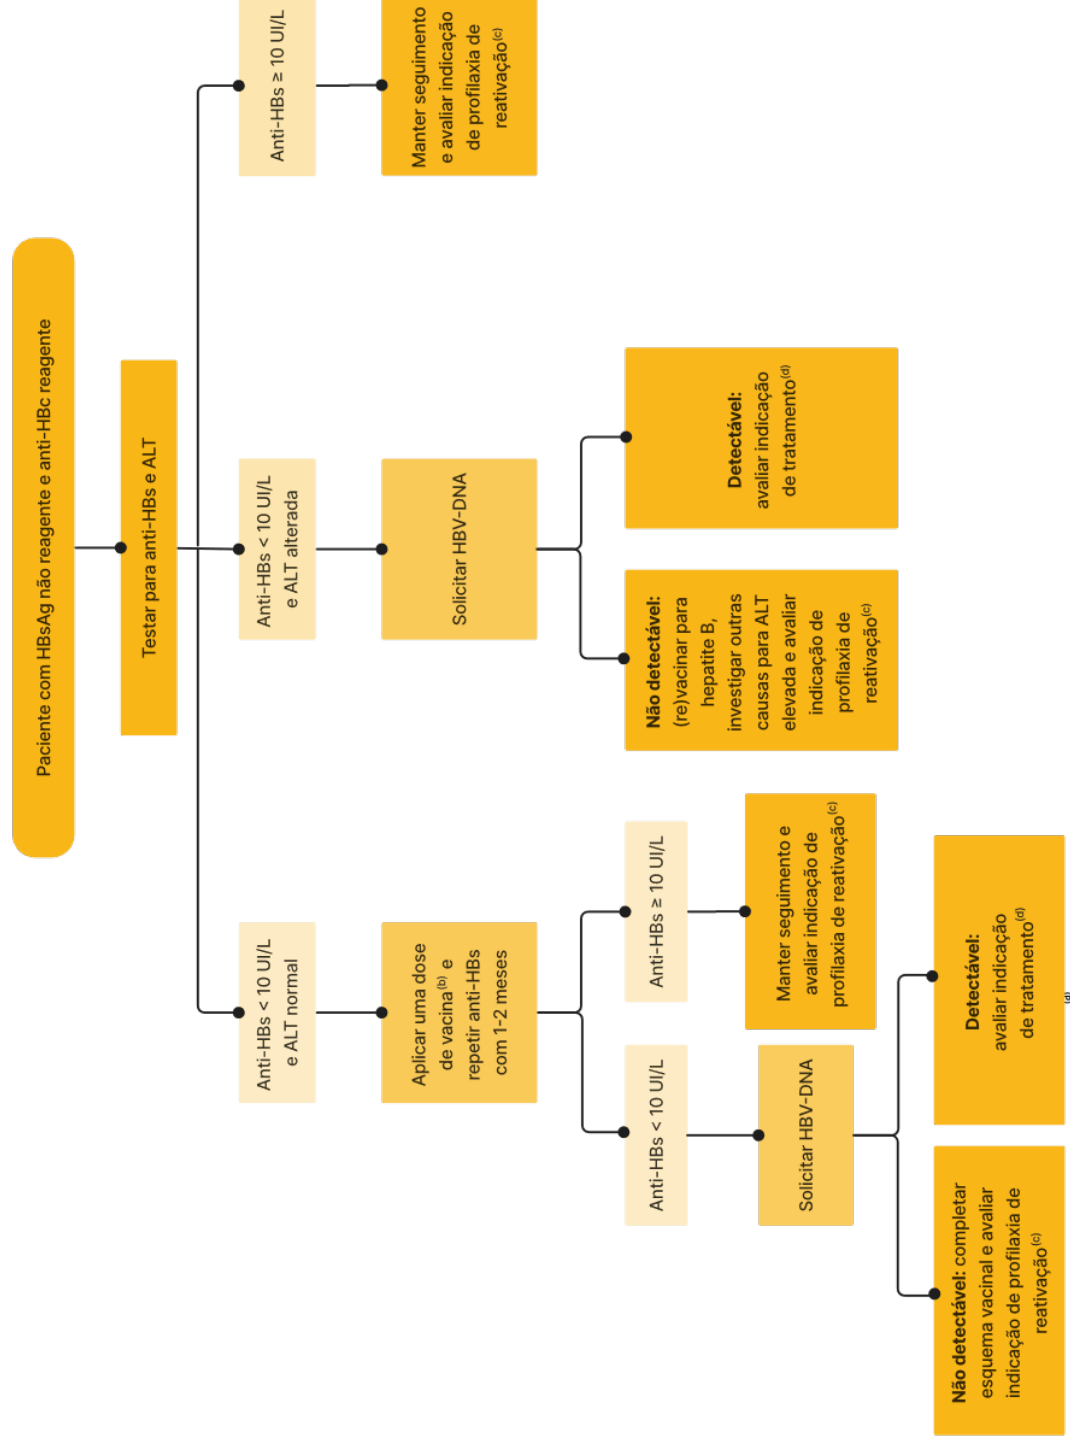 Paciente com HBsAg não reagente e anti-HBc reagente
Testar para anti-HBs e ALT
Anti-HBs < 10 UI/L
e ALT normal
Anti-HBs < 10 UI/L
e ALT alterada
Anti-HBs ≥ 10 UI/L
Aplicar uma dose
de vacina(b) e
repetir anti-HBs
com 1-2 meses
Solicitar HBV-DNA
Manter seguimento
e avaliar indicação
de profilaxia de
reativação(c)
Anti-HBs < 10 UI/L
Anti-HBs ≥ 10 UI/L
Não detectável:
(re)vacinar para
hepatite B,
investigar outras
causas para ALT
elevada e avaliar
indicação de
profilaxia de
reativação(c)
Detectável:
avaliar indicação
de tratamento(d)
Solicitar HBV-DNA
Manter seguimento e
avaliar indicação de
profilaxia de reativação(c)
Não detectável: completar
esquema vacinal e avaliar
indicação de profilaxia de
reativação(c)
Detectável:
avaliar indicação
de tratamento(d)
(d)